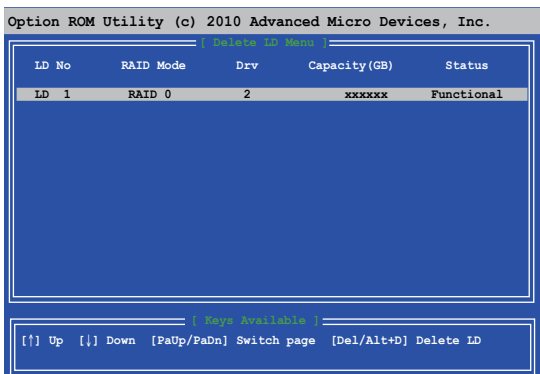 Option ROM Utility (c) 2010 Advanced Micro Devices, Inc.
[ Delete LD Menu ]
LD No RAID Mode Drv Capacity(GB) Status
LD 1 RAID 0 2 xxxxxx Functional
[ Keys Available ]
[↑] Up [↓] Down [PaUp/PaDn] Switch page [Del/Alt+D] Delete LD